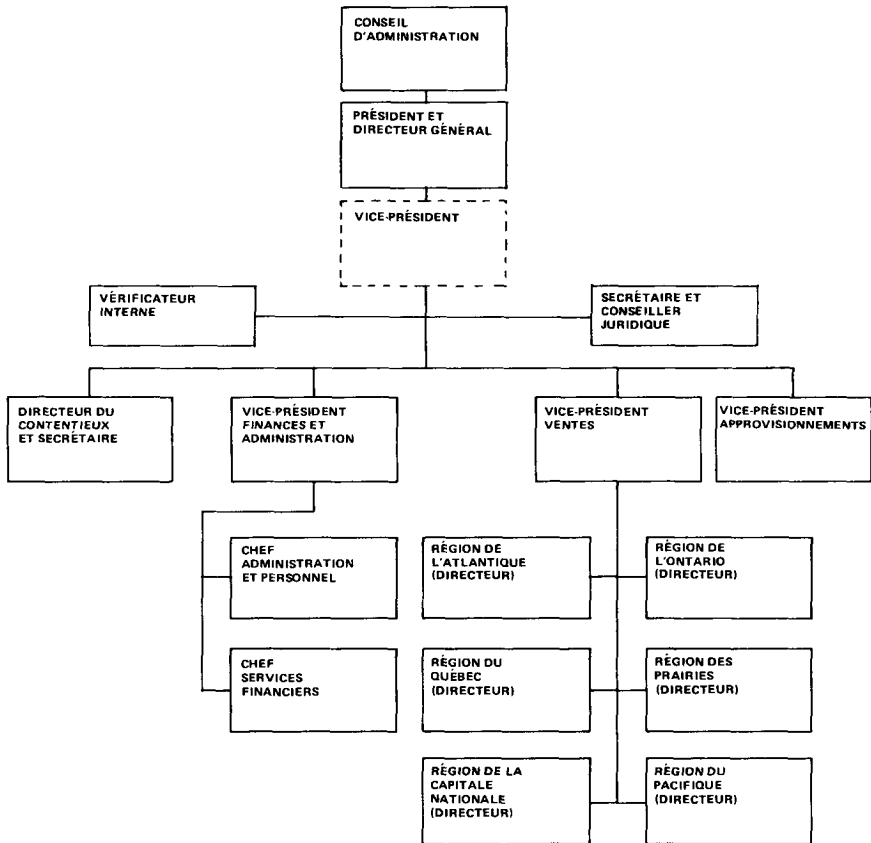 CONSEIL
D'ADMINISTRATION
PRÉSIDENT ET
DIRECTEUR GÉNÉRAL
VICE-PRÉSIDENT
VÉRIFICATEUR
INTERNE
SECRÉTAIRE ET
CONSEILLER
JURIDIQUE
DIRECTEUR DU
CONTENTIEUX
ET SECRÉTAIRE
VICE-PRÉSIDENT
FINANCES ET
ADMINISTRATION
VICE-PRÉSIDENT
VENTES
VICE-PRÉSIDENT
APPROVISIONNEMENTS
CHEF
ADMINISTRATION
ET PERSONNEL
RÉGION DE
L'ATLANTIQUE
(DIRECTEUR)
RÉGION DE
L'ONTARIO
(DIRECTEUR)
CHEF
SERVICES
FINANCIERS
RÉGION DU
QUÉBEC
(DIRECTEUR)
RÉGION DES
PRAIRIES
(DIRECTEUR)
RÉGION DE LA
CAPITALE
NATIONALE
(DIRECTEUR)
RÉGION DU
PACIFIQUE
(DIRECTEUR)